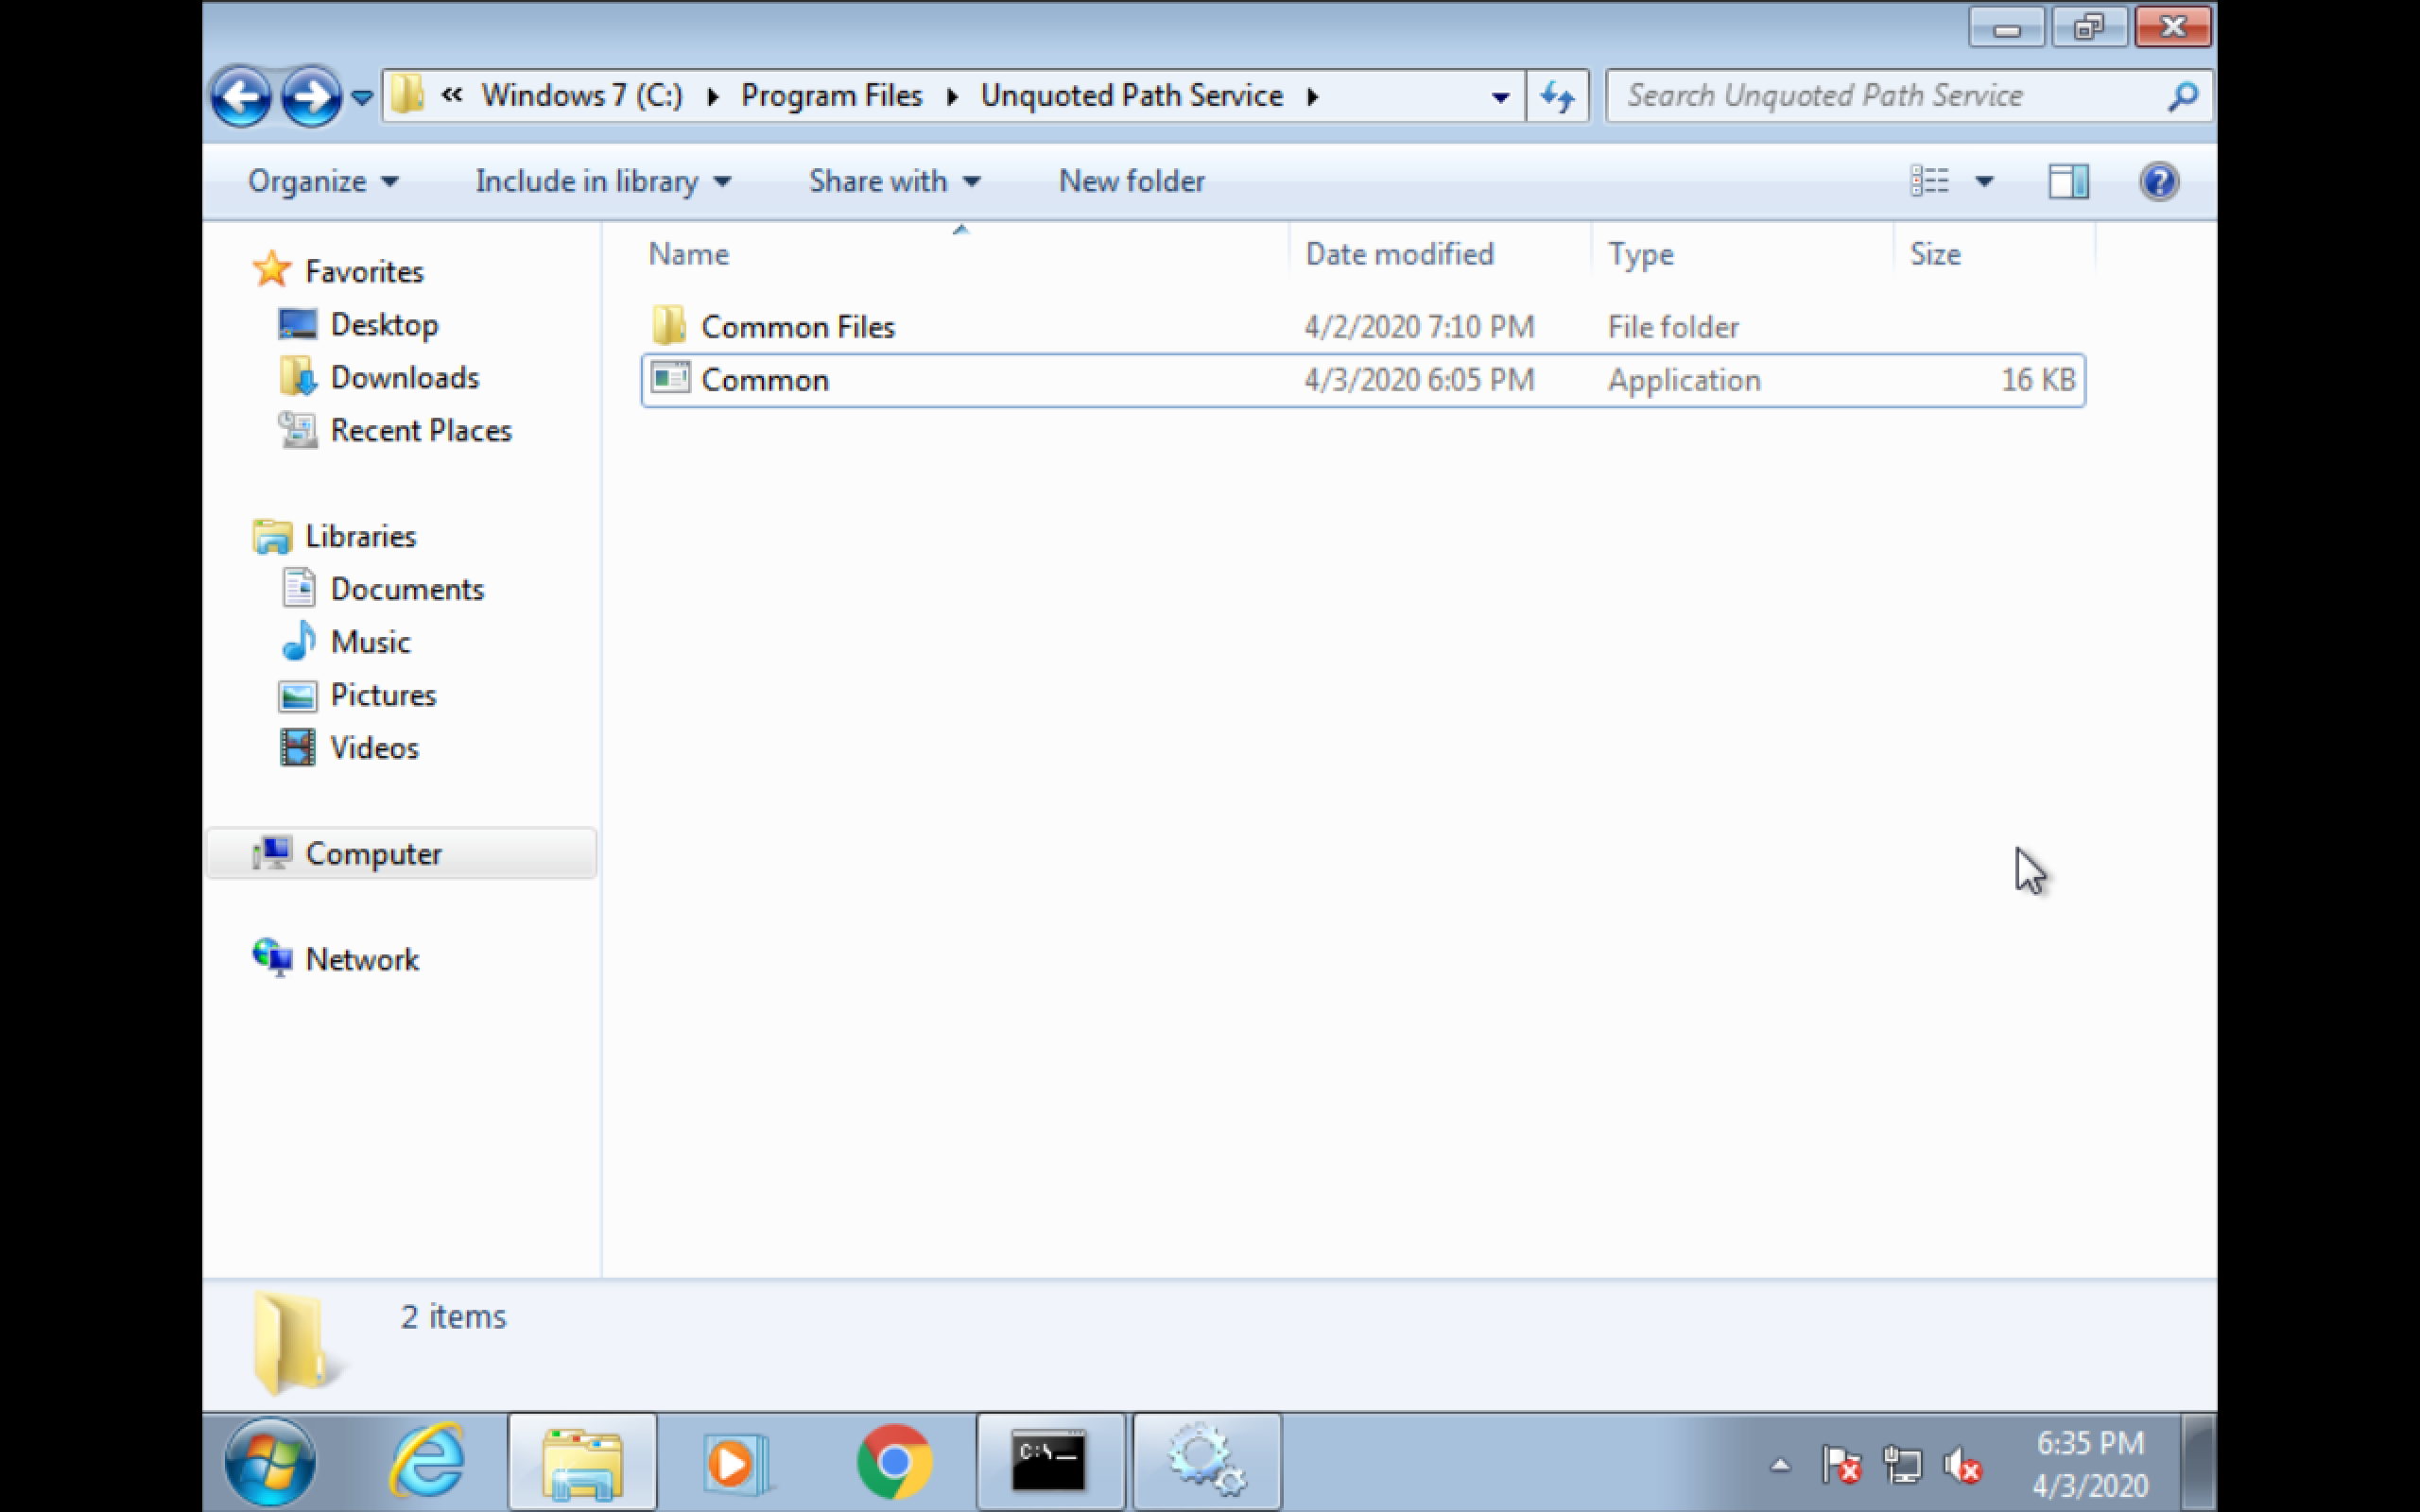 « Windows 7 (C:) Program Files Unquoted Path Service Search Unquoted Path Service
Organize Include in library Share with New folder
Name Date modified Type Size
Favorites
Desktop
Downloads
Recent Places
Libraries
Documents
Music
Pictures
Videos
Computer
Network
Common Files 4/2/2020 7:10 PM File folder
Common 4/3/2020 6:05 PM Application 16 KB
2 items
C:\_
6:35 PM
4/3/2020